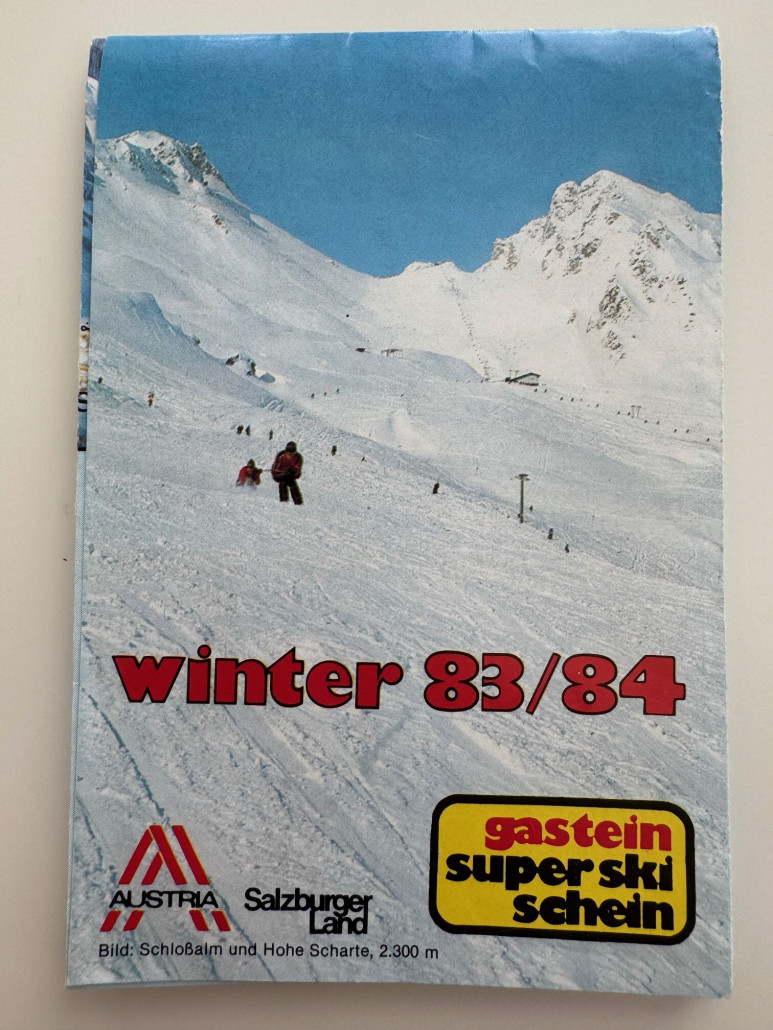 winter 83/84
gastein
super ski
schein
AUSTRIA
Salzburger
Land
Bild: Schloßalm und Hohe Scharte, 2.300 m